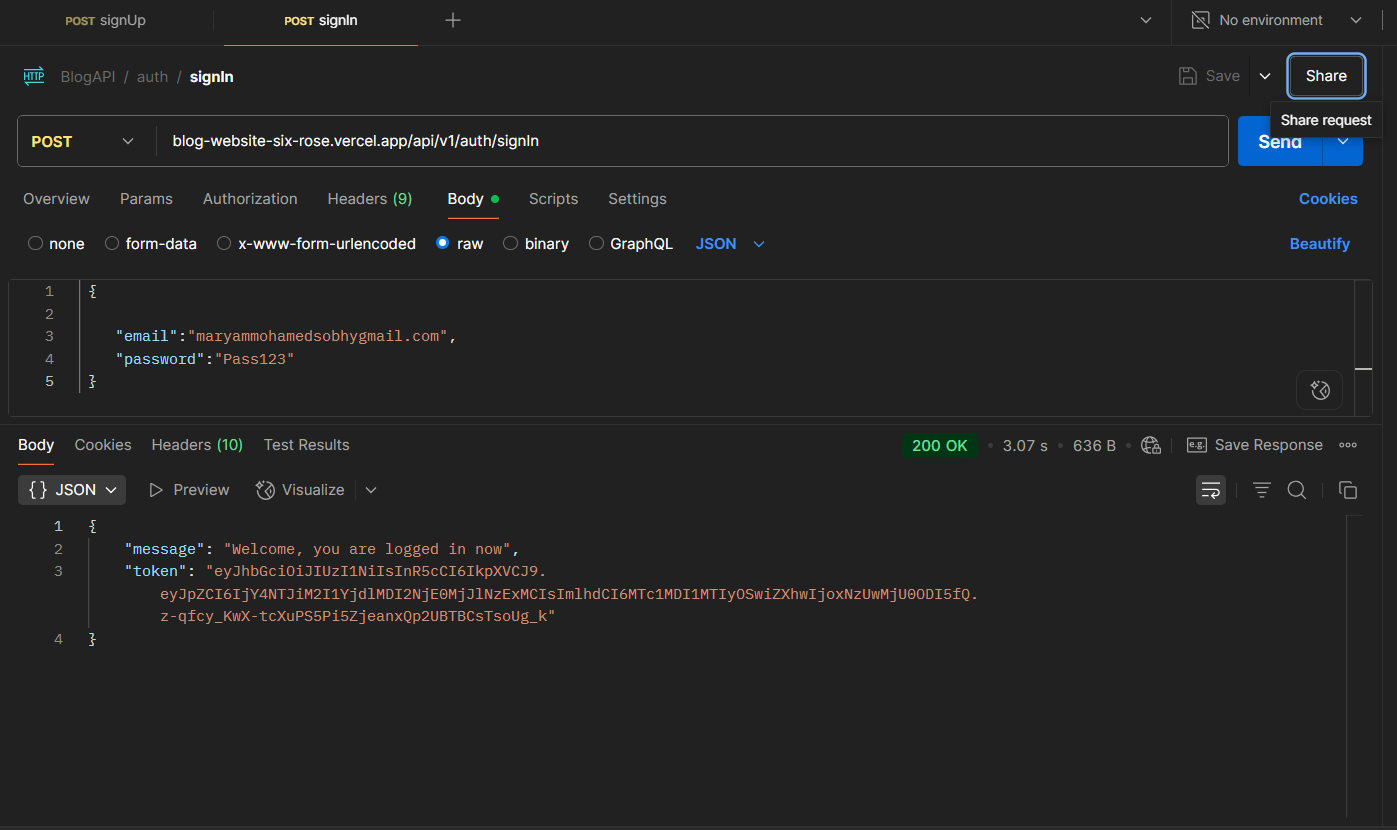 POST signUp POST signIn No environment
HTTP BlogAPI / auth / signIn Save Share
Share request
POST blog-website-six-rose.vercel.app/api/v1/auth/signIn Send
Overview Params Authorization Headers (9) Body Scripts Settings Cookies
none form-data x-www-form-urlencoded raw binary GraphQL JSON Beautify
1 {
2
3 "email":"maryammohamedsobhygmail.com",
4 "password":"Pass123"
5 }
Body Cookies Headers (10) Test Results 200 OK 3.07 s 636 B e.g. Save Response
{} JSON Preview Visualize
1 {
2 "message": "Welcome, you are logged in now",
3 "token": "eyJhbGciOiJIUzI1NiIsInR5cCI6IkpXVCJ9.
eyJpZCI6IjY4NTJiM2I1YjdlMDI2NjE0MjJlNzExMCIsImlhdCI6MTc1MDI1MTIyOSwiZXhwIjoxNzUwMjU0ODI5fQ.
z-qfcy_KwX-tcXuPS5Pi5ZjeanxQp2UBTBCsTsoUg_k"
4 }